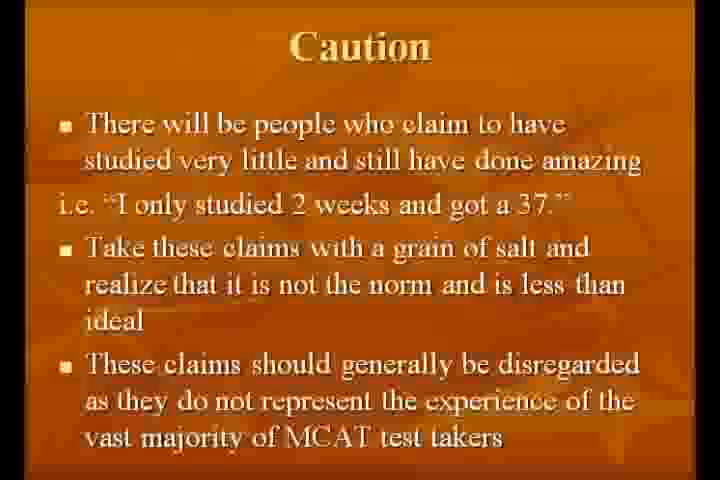 Caution
There will be people who claim to have
studied very little and still have done amazing
i.e. “I only studied 2 weeks and got a 37.”
Take these claims with a grain of salt and
realize that it is not the norm and is less than
ideal
These claims should generally be disregarded
as they do not represent the experience of the
vast majority of MCAT test takers